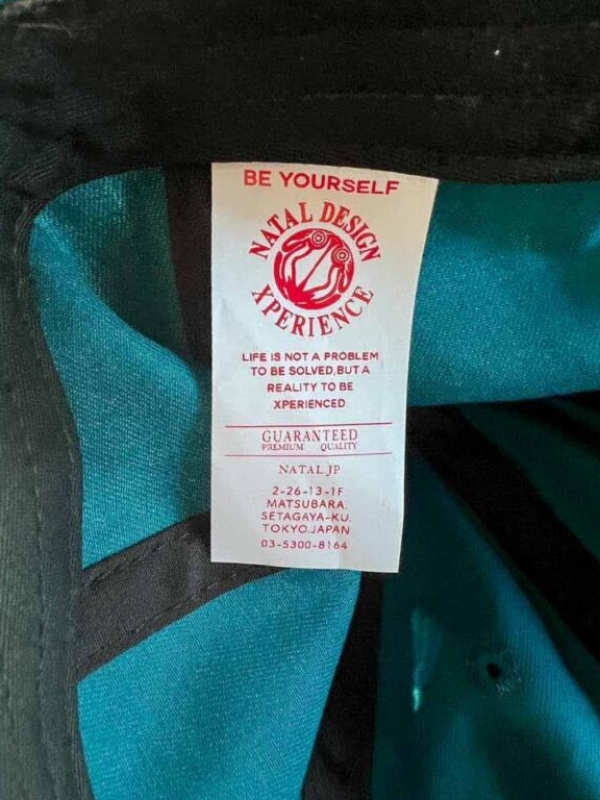 BE YOURSELF
NATAL DESIGN
XPERIENCE
LIFE IS NOT A PROBLEM
TO BE SOLVED,BUT A
REALITY TO BE
XPERIENCED
GUARANTEED
PREMIUM QUALITY
NATAL.JP
2-26-13-1F
MATSUBARA.
SETAGAYA-KU.
TOKYO.JAPAN
03-5300-8164